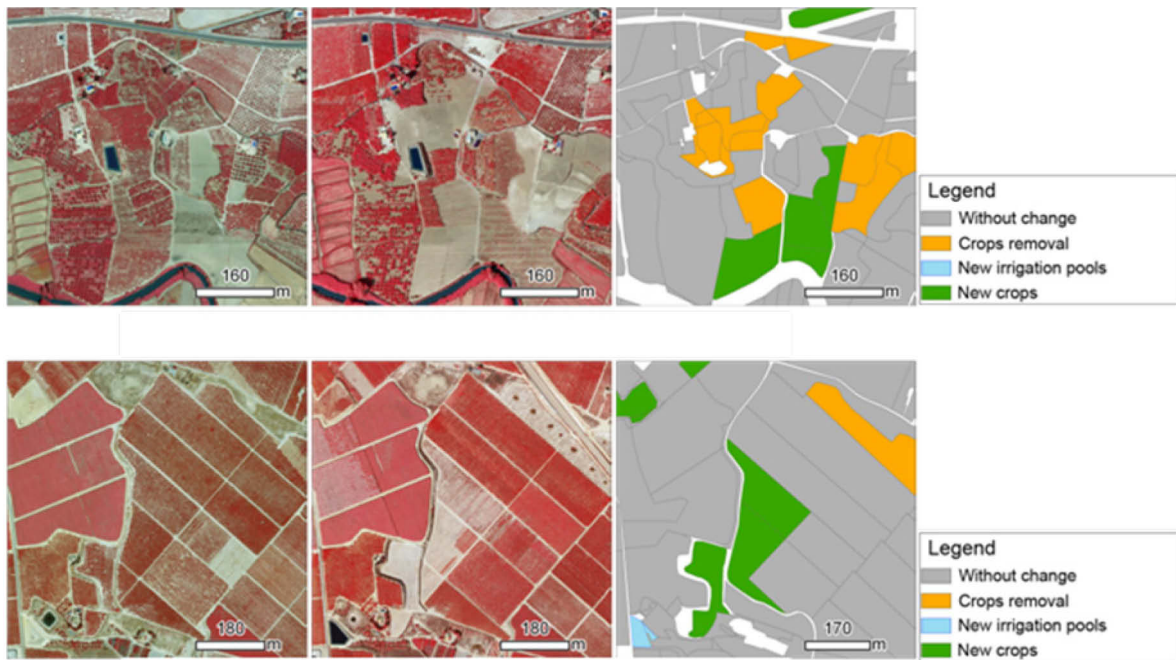 160
m
160
m
160
m
Legend
Without change
Crops removal
New irrigation pools
New crops
180
m
180
m
170
m
Legend
Without change
Crops removal
New irrigation pools
New crops